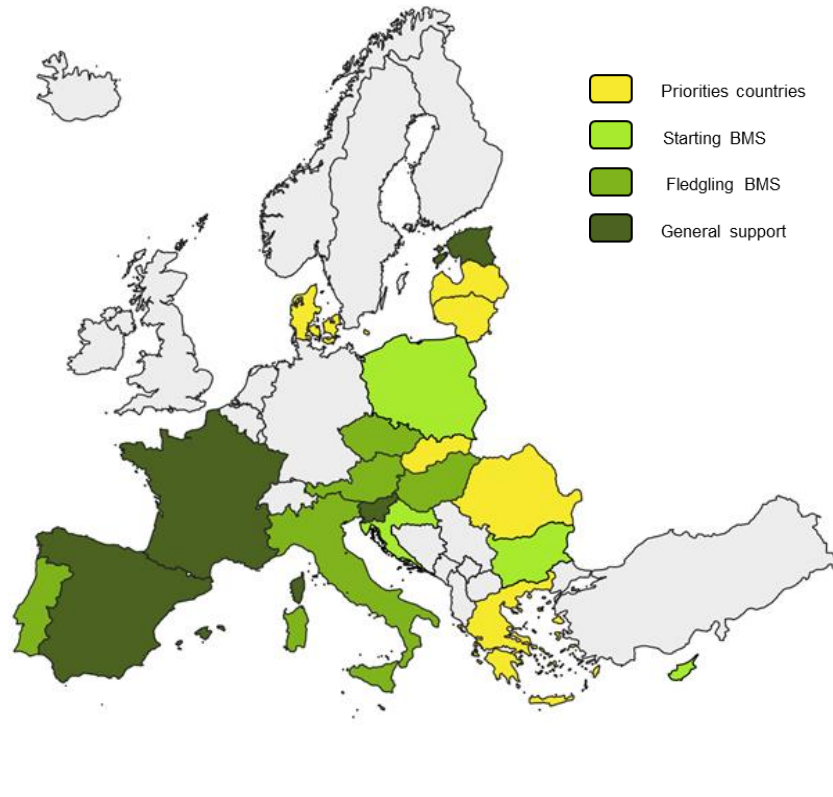 Priorities countries
Starting BMS
Fledgling BMS
General support